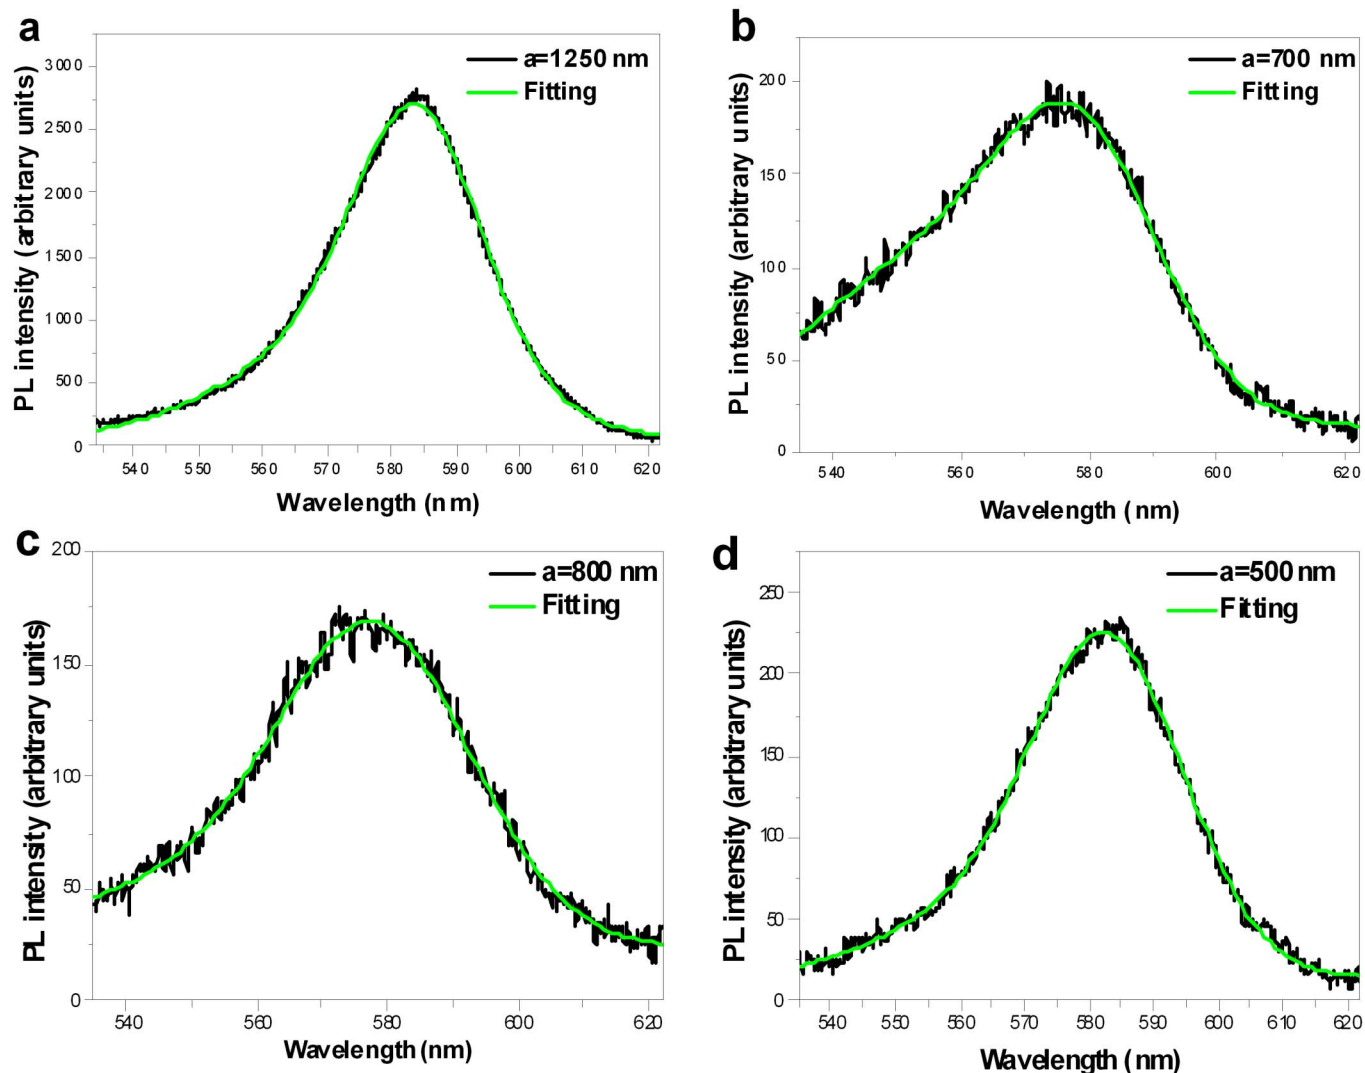 a
a=1250 nm
Fitting
PL intensity (arbitrary units)
3000
2500
2000
1500
1000
500
0
540 550 560 570 580 590 600 610 620
Wavelength (nm)
b
a=700 nm
Fitting
PL intensity (arbitrary units)
200
150
100
50
0
540 560 580 600 620
Wavelength (nm)
c
a=800 nm
Fitting
PL intensity (arbitrary units)
200
150
100
50
0
540 560 580 600 620
Wavelength (nm)
d
a=500 nm
Fitting
PL intensity (arbitrary units)
250
200
150
100
50
0
540 550 560 570 580 590 600 610 620
Wavelength (nm)